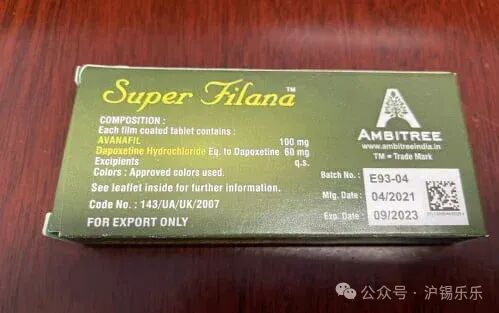 Super Filana™
COMPOSITION :
Each film coated tablet contains :
AVANAFIL 100 mg
Dapoxetine Hydrochloride Eq. to Dapoxetine 60 mg
Excipients q.s.
Colors : Approved colors used.
See leaflet inside for further information.
Code No. : 143/UA/UK/2007
FOR EXPORT ONLY
A
AMBITREE
www.ambitreeindia.in
TM = Trade Mark
Batch No. : E93-04
Mfg. Date : 04/2021
Exp. Date : 09/2023
公众号 · 沪锡乐乐